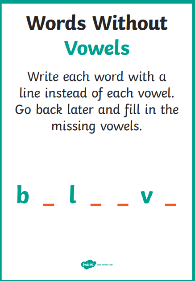 Words Without
Vowels
Write each word with a
line instead of each vowel.
Go back later and fill in the
missing vowels.
b _ l _ _ v _